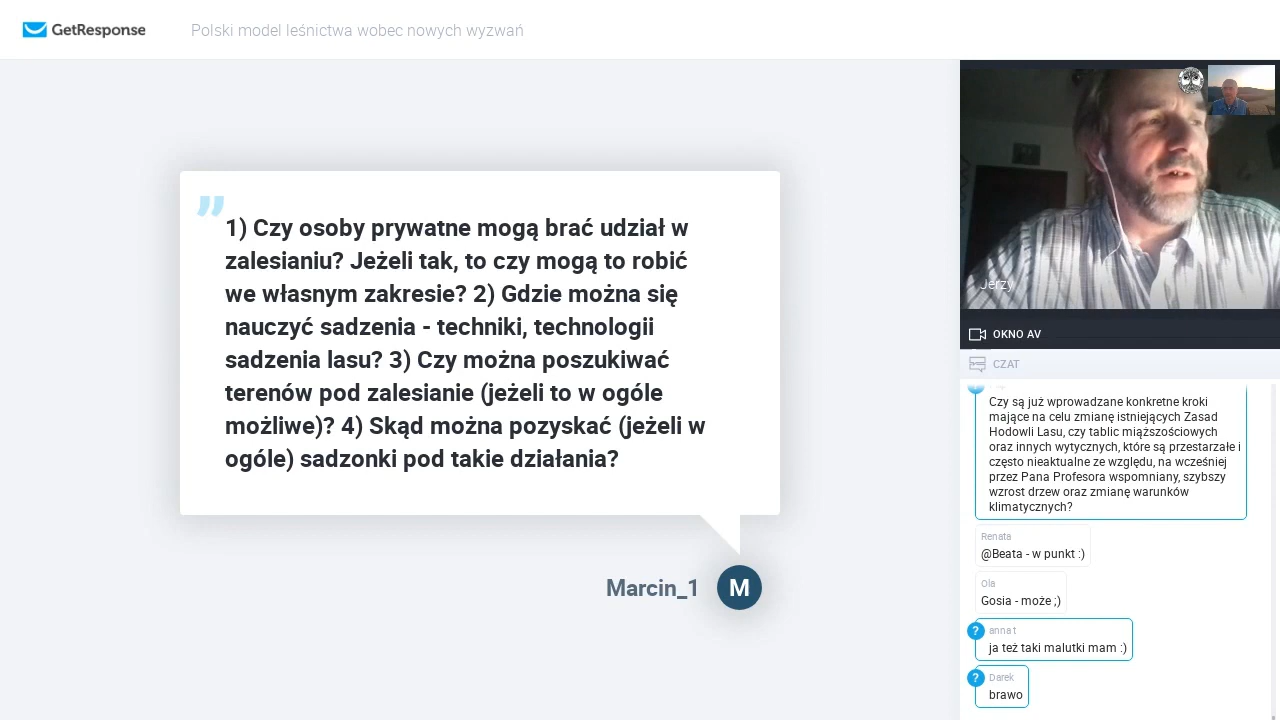 GetResponse
Polski model leśnictwa wobec nowych wyzwań
1) Czy osoby prywatne mogą brać udział w
zalesianiu? Jeżeli tak, to czy mogą to robić
we własnym zakresie? 2) Gdzie można się
nauczyć sadzenia - techniki, technologii
sadzenia lasu? 3) Czy można poszukiwać
terenów pod zalesianie (jeżeli to w ogóle
możliwe)? 4) Skąd można pozyskać (jeżeli w
ogóle) sadzonki pod takie działania?
Marcin_1
M
Jerzy
OKNO AV
CZAT
Czy są już wprowadzane konkretne kroki
mające na celu zmianę istniejących Zasad
Hodowli Lasu, czy tablic miąższościowych
oraz innych wytycznych, które są przestarzałe i
często nieaktualne ze względu, na wcześniej
przez Pana Profesora wspomniany, szybszy
wzrost drzew oraz zmianę warunków
klimatycznych?
Renata
@Beata - w punkt :)
Ola
Gosia - może ;)
? anna t
ja też taki malutki mam :)
? Darek
brawo